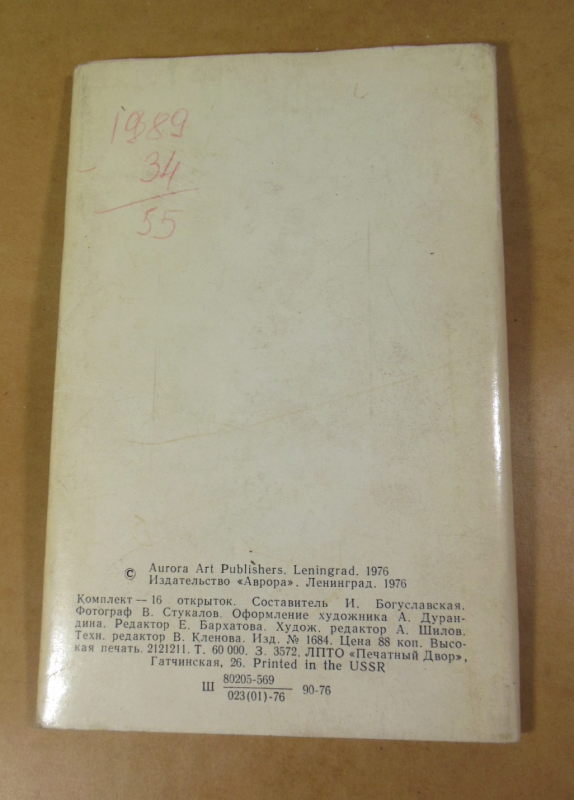 1989
- 34
55
© Aurora Art Publishers. Leningrad. 1976
Издательство «Аврора». Ленинград. 1976
Комплект — 16 открыток. Составитель И. Богуславская.
Фотограф В. Стукалов. Оформление художника А. Дуран-
дина. Редактор Е. Бархатова. Худож. редактор А. Шилов.
Техн. редактор В. Кленова. Изд. № 1684. Цена 88 коп. Высо-
кая печать. 2121211. Т. 60 000. З. 3572. ЛПТО «Печатный Двор»,
Гатчинская, 26. Printed in the USSR
Ш 80205-569 90-76
023(01)-76